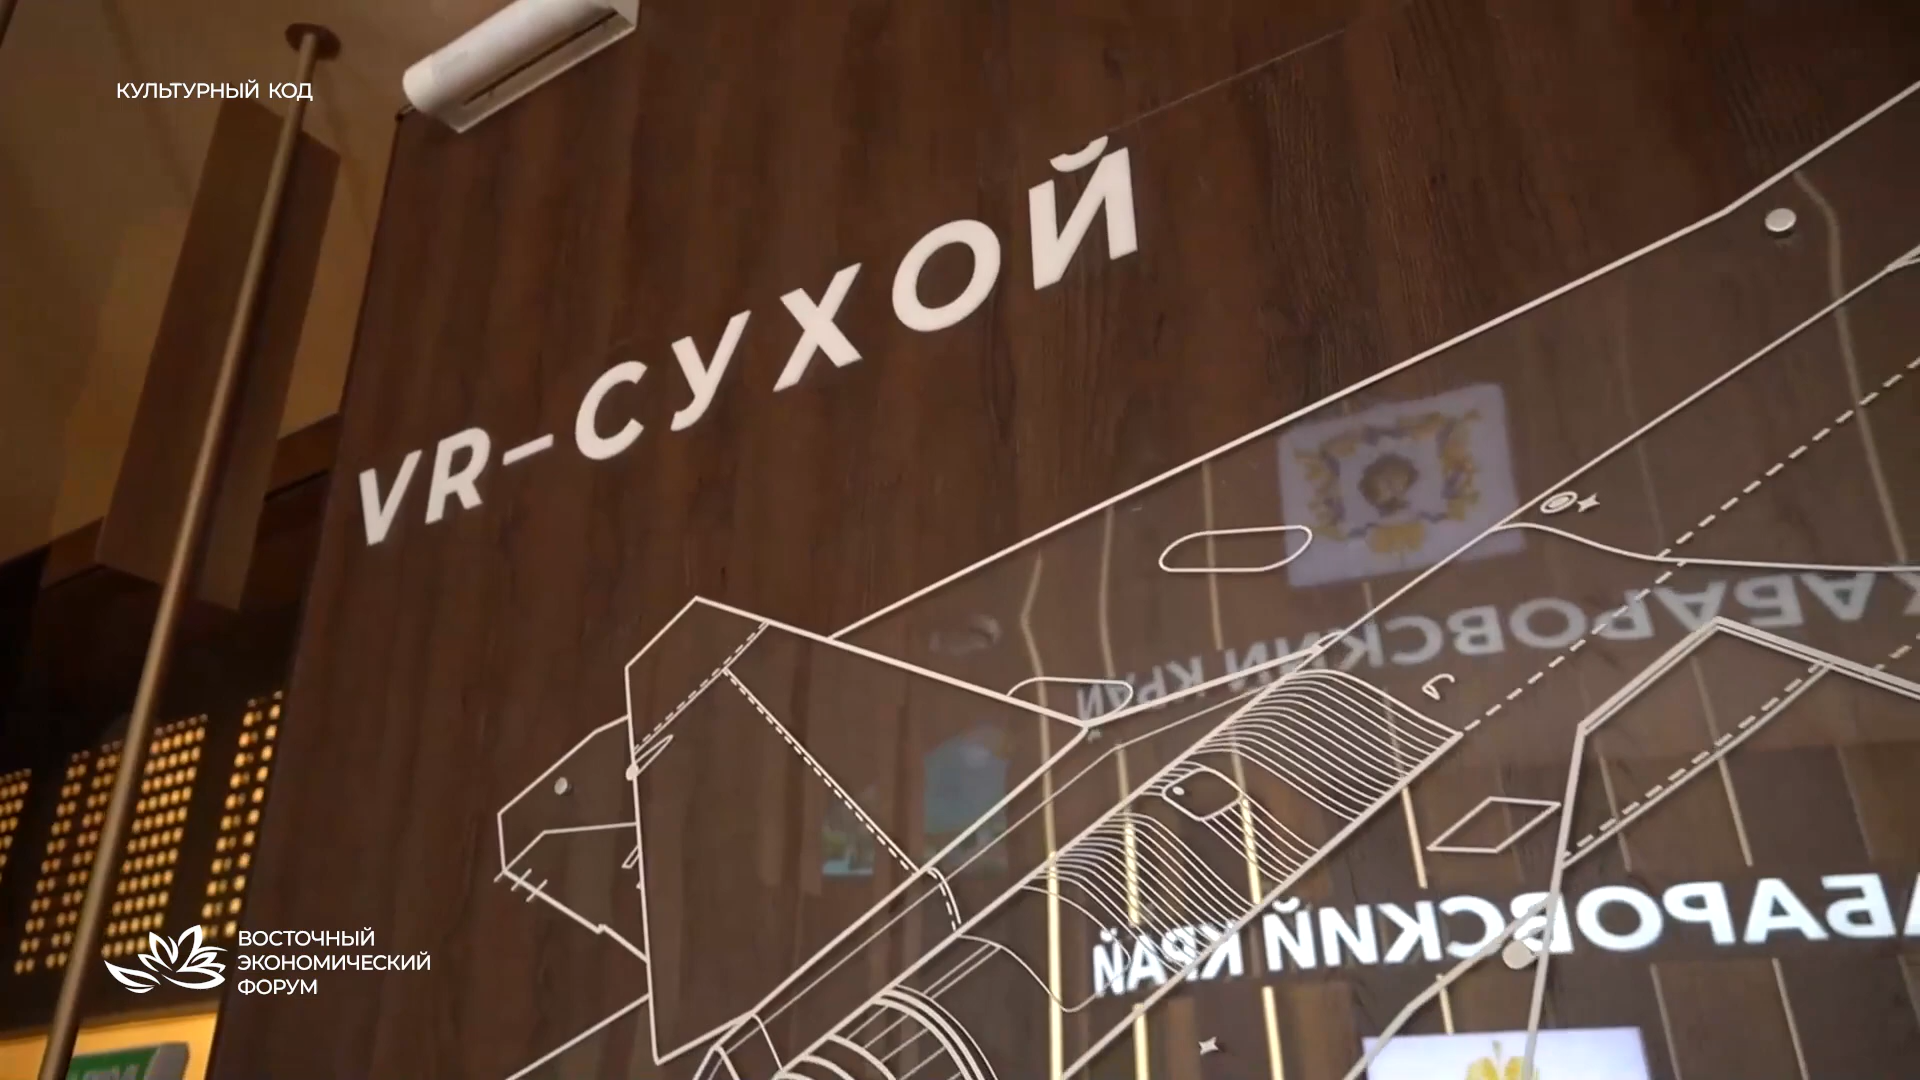 КУЛЬТУРНЫЙ КОД
VR-СУХОЙ
ХАБАРОВСКИЙ КРАЙ
АБАРОВСКИЙ КРАЙ
ВОСТОЧНЫЙ
ЭКОНОМИЧЕСКИЙ
ФОРУМ